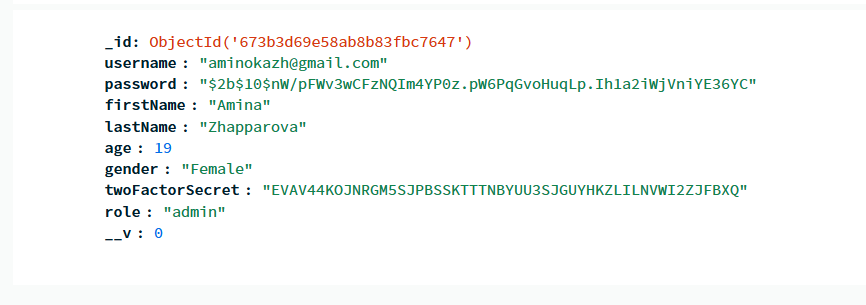 _id: ObjectId('673b3d69e58ab8b83fbc7647')
username : "aminokazh@gmail.com"
password : "$2b$10$nW/pFWv3wCFzNQIm4YP0z.pW6PqGvoHuqLp.Ih1a2iWjVniYE36YC"
firstName : "Amina"
lastName : "Zhapparova"
age : 19
gender : "Female"
twoFactorSecret : "EVAV44KOJNRGM5SJPBSSKTTTNBYUU3SJGUYHKZLILNVWI2ZJFBXQ"
role : "admin"
__v : 0